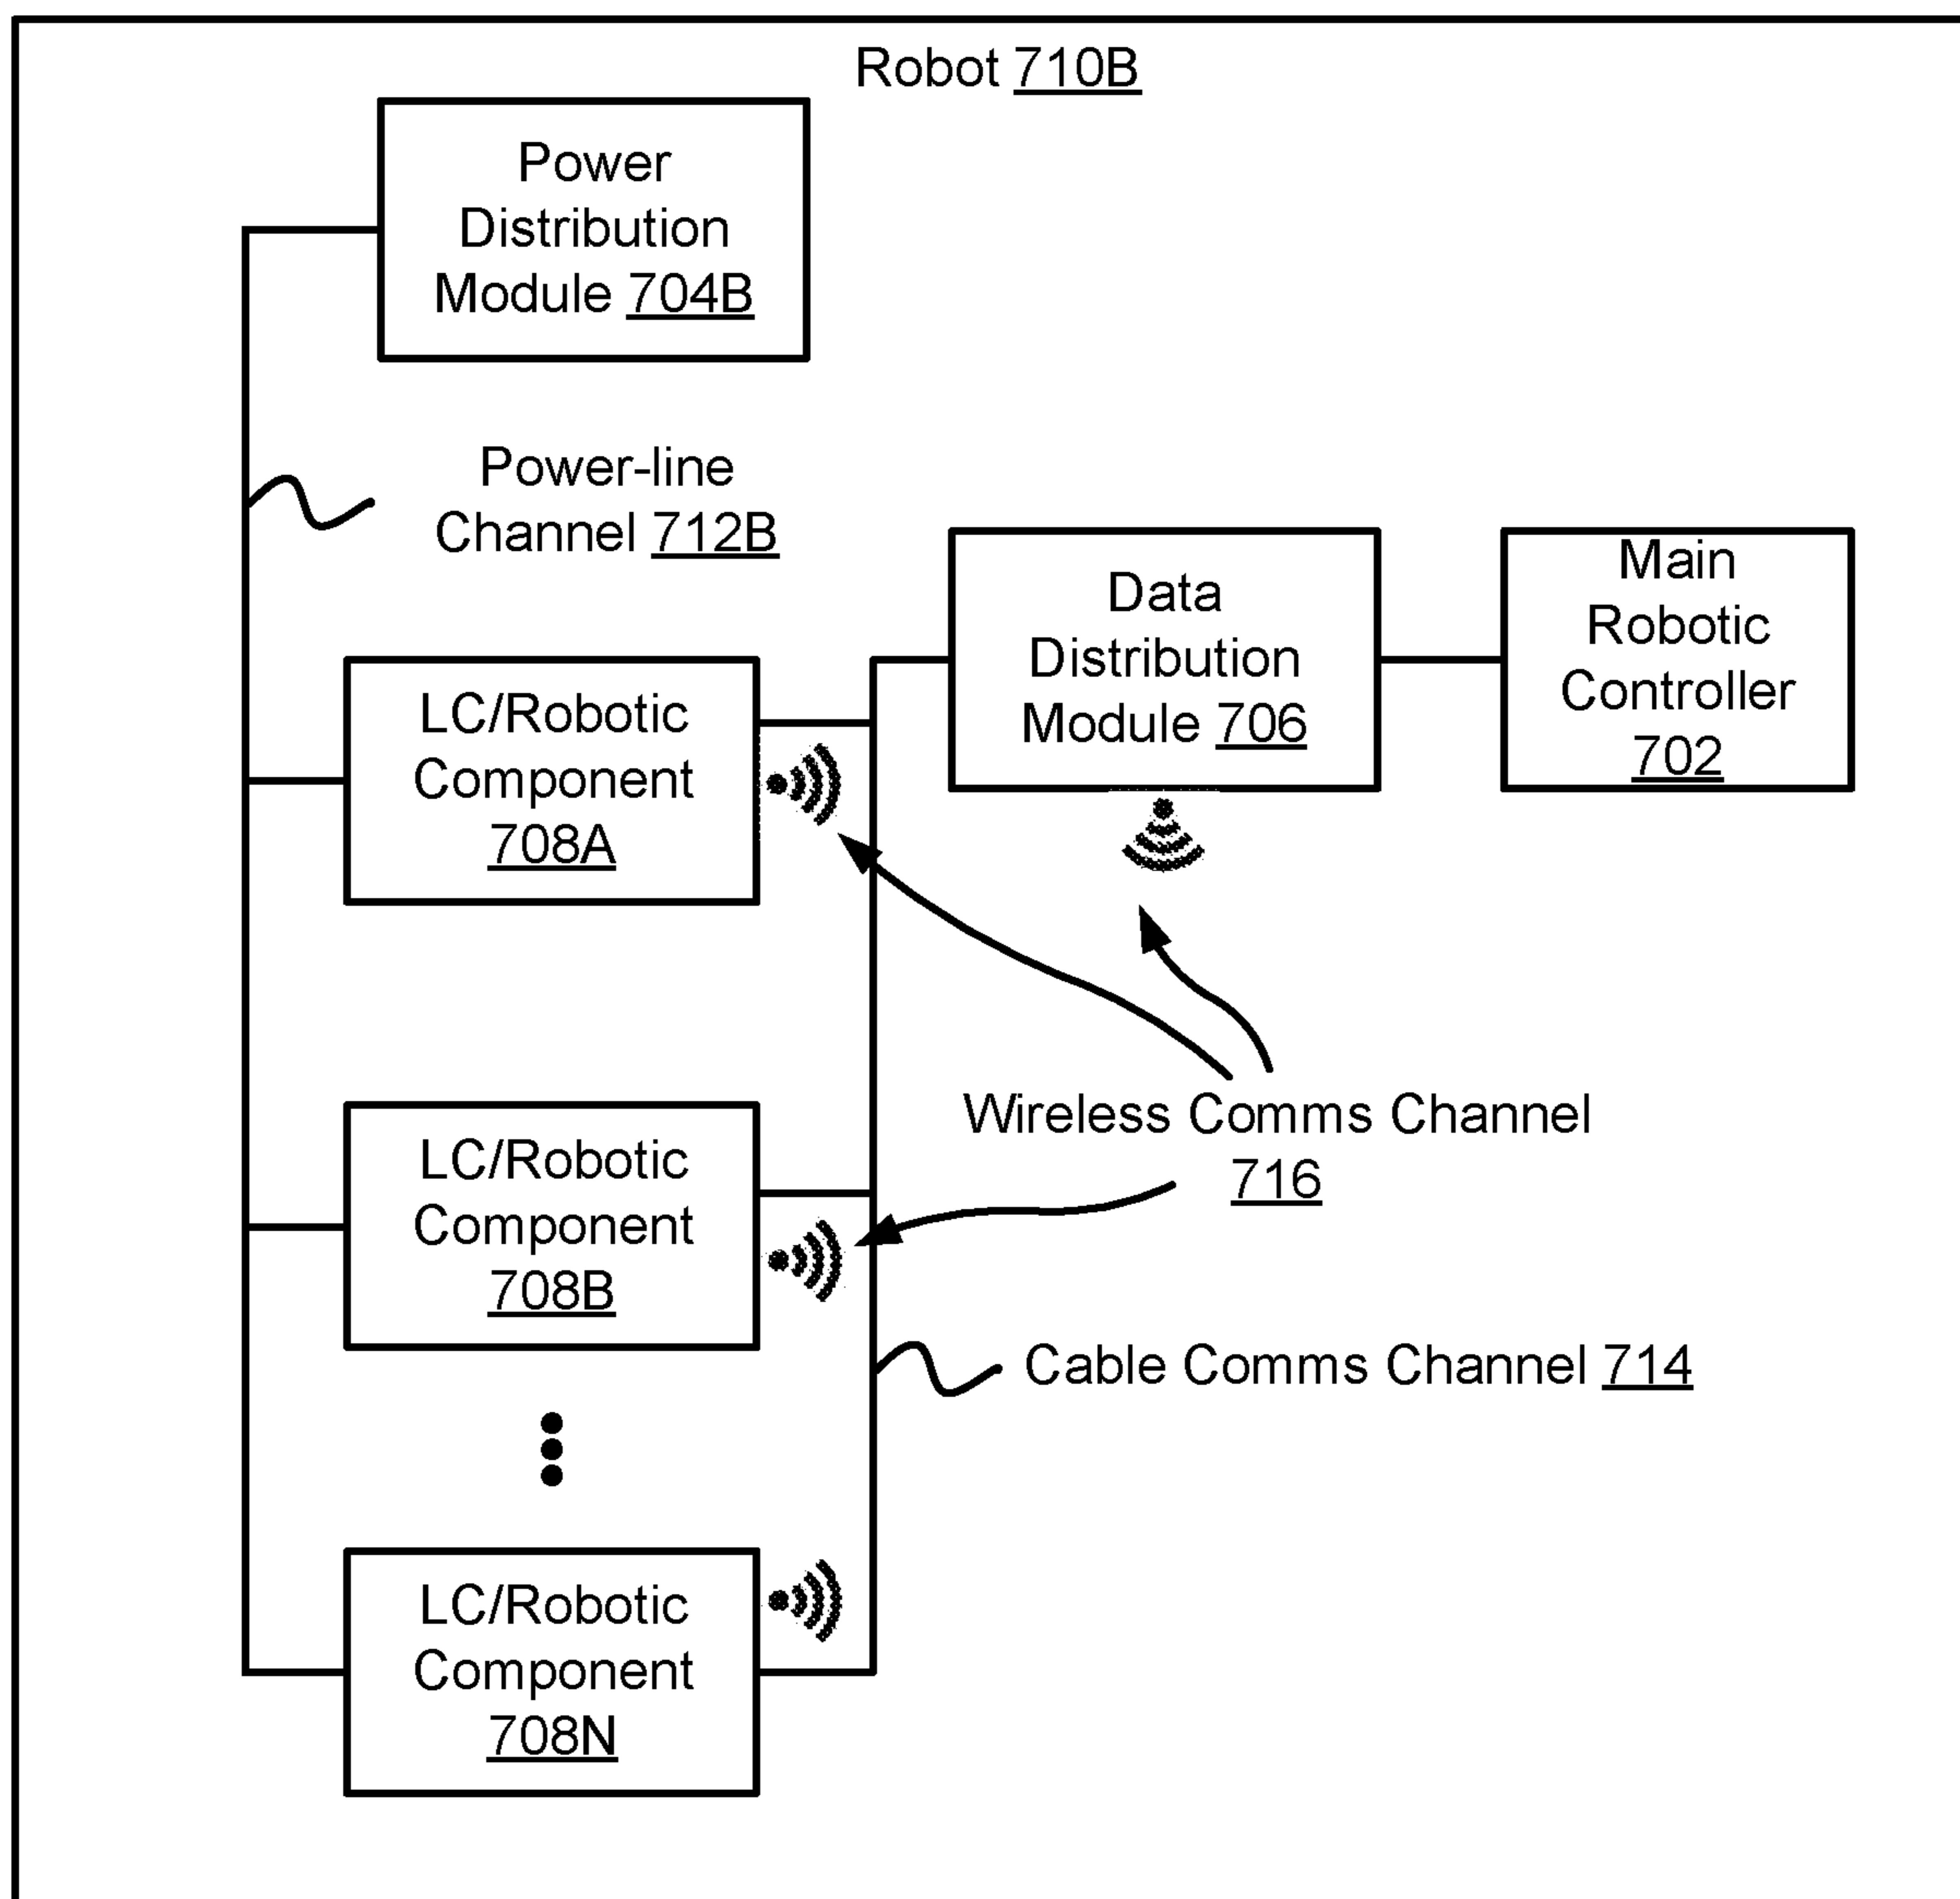 Robot 710B
Power
Distribution
Module 704B
Power-line
Channel 712B
Data
Distribution
Module 706
Main
Robotic
Controller
702
LC/Robotic
Component
708A
Wireless Comms Channel
716
LC/Robotic
Component
708B
Cable Comms Channel 714
LC/Robotic
Component
708N